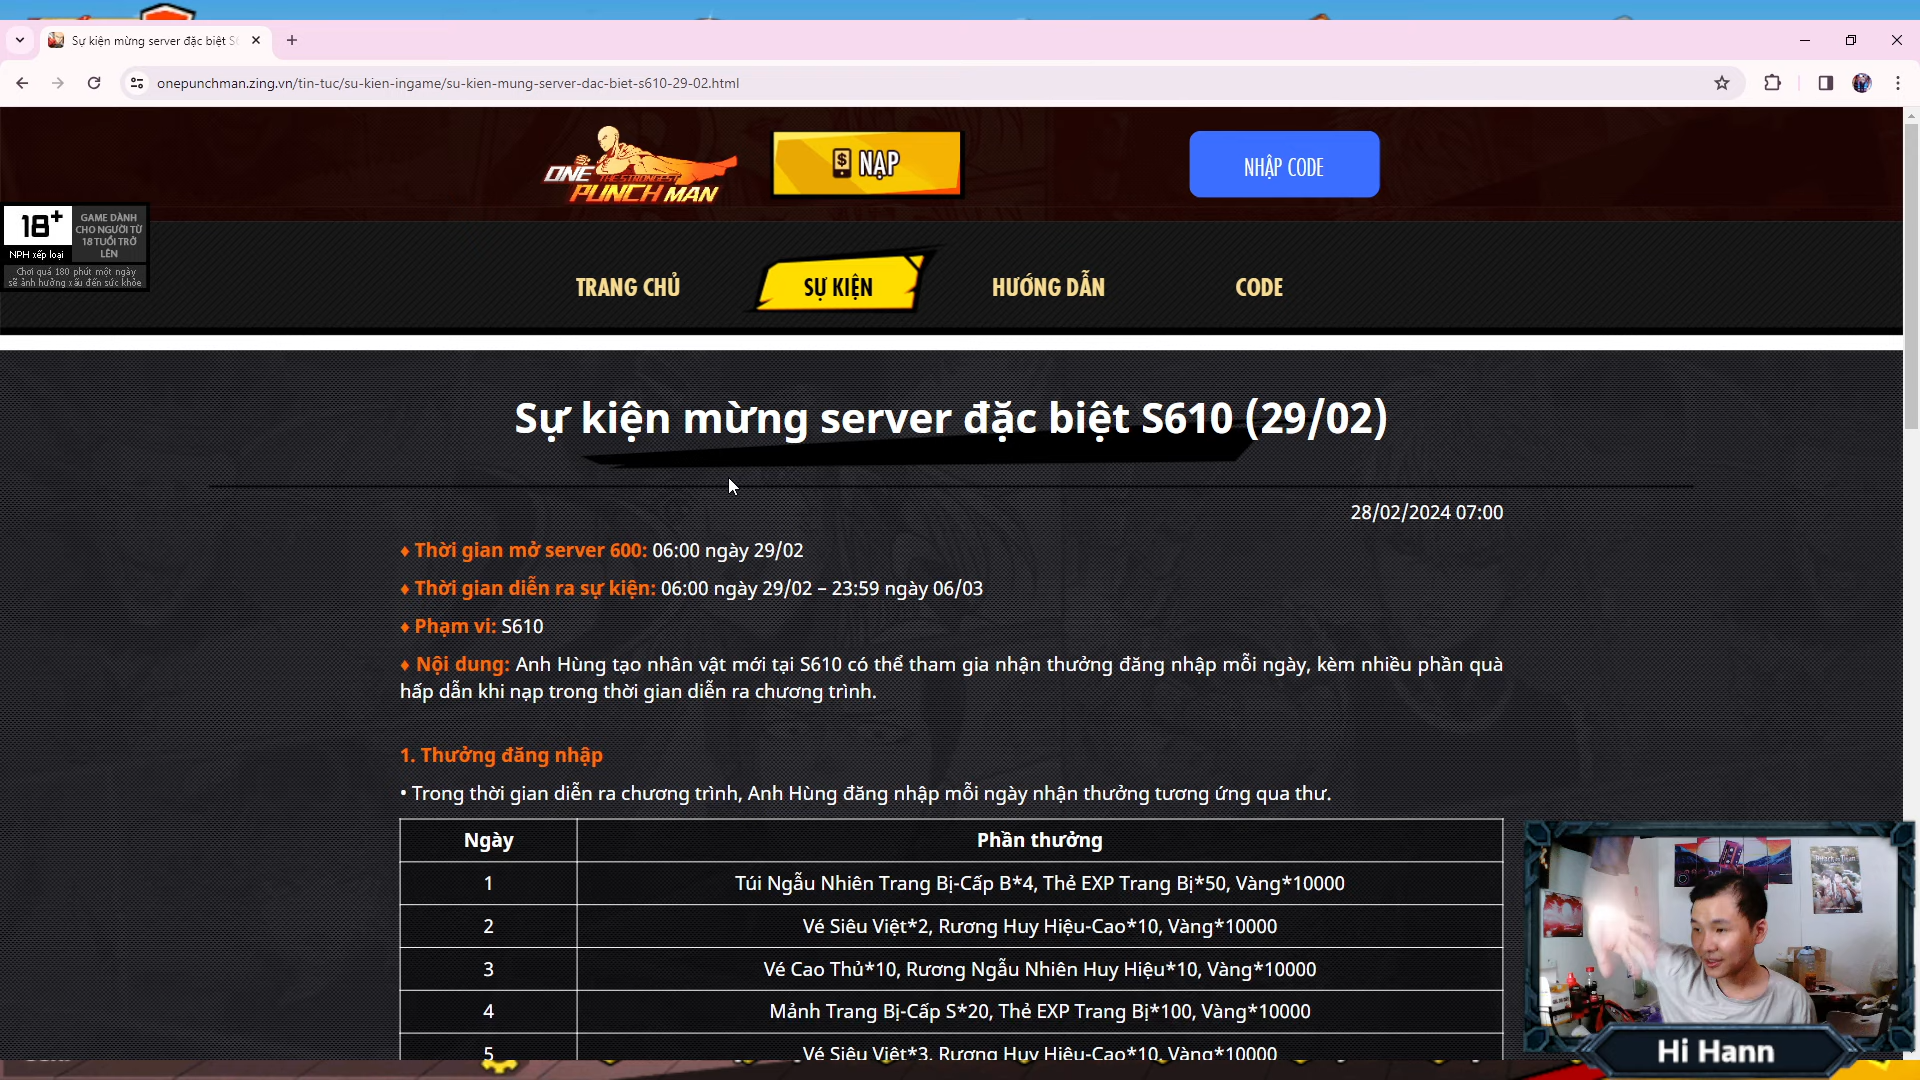 Sự kiện mừng server đặc biệt S6
onepunchman.zing.vn/tin-tuc/su-kien-ingame/su-kien-mung-server-dac-biet-s610-29-02.html
ONE
THE STRONGEST
PUNCH MAN
NẠP
NHẬP CODE
18+
GAME DÀNH
CHO NGƯỜI TỪ
18 TUỔI TRỞ
LÊN
NPH xếp loại
Chơi quá 180 phút một ngày
sẽ ảnh hưởng xấu đến sức khỏe
TRANG CHỦ
SỰ KIỆN
HƯỚNG DẪN
CODE
Sự kiện mừng server đặc biệt S610 (29/02)
28/02/2024 07:00
♦ Thời gian mở server 600: 06:00 ngày 29/02
♦ Thời gian diễn ra sự kiện: 06:00 ngày 29/02 – 23:59 ngày 06/03
♦ Phạm vi: S610
♦ Nội dung: Anh Hùng tạo nhân vật mới tại S610 có thể tham gia nhận thưởng đăng nhập mỗi ngày, kèm nhiều phần quà
hấp dẫn khi nạp trong thời gian diễn ra chương trình.
1. Thưởng đăng nhập
• Trong thời gian diễn ra chương trình, Anh Hùng đăng nhập mỗi ngày nhận thưởng tương ứng qua thư.
Ngày Phần thưởng
1 Túi Ngẫu Nhiên Trang Bị-Cấp B*4, Thẻ EXP Trang Bị*50, Vàng*10000
2 Vé Siêu Việt*2, Rương Huy Hiệu-Cao*10, Vàng*10000
3 Vé Cao Thủ*10, Rương Ngẫu Nhiên Huy Hiệu*10, Vàng*10000
4 Mảnh Trang Bị-Cấp S*20, Thẻ EXP Trang Bị*100, Vàng*10000
5 Vé Siêu Việt*3, Rương Huy Hiệu-Cao*10, Vàng*10000
Hi Hann